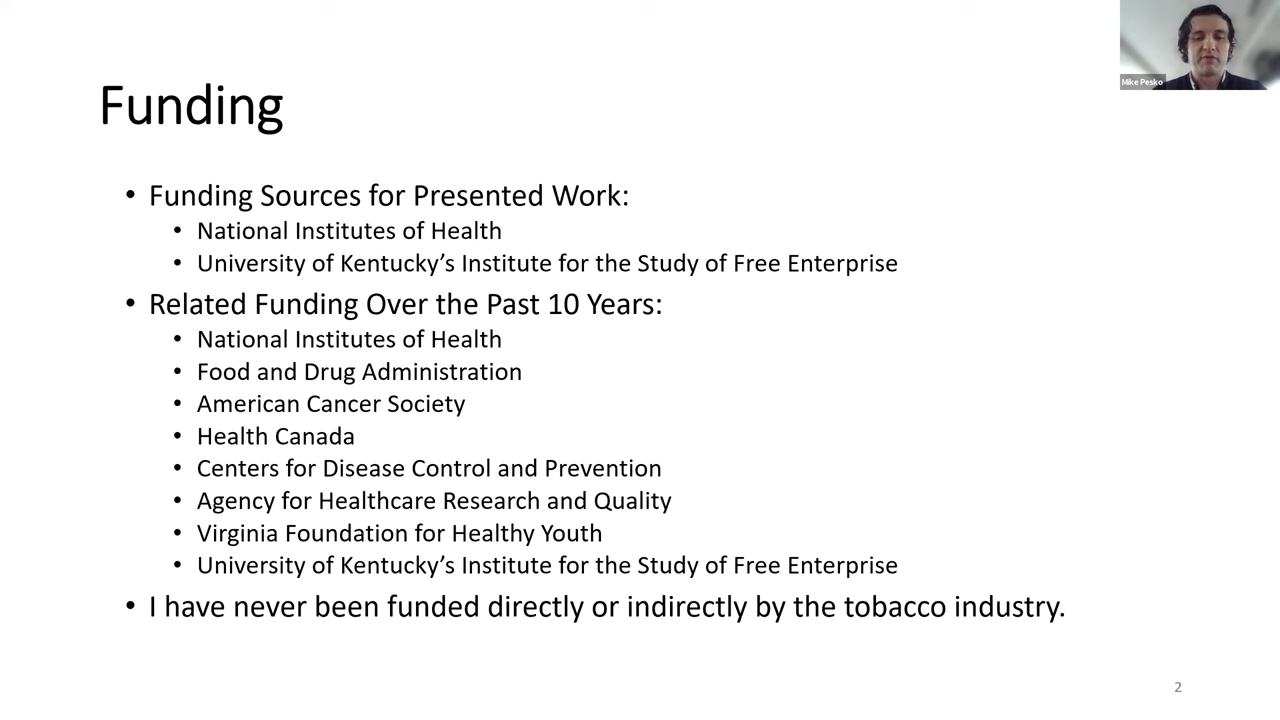 Mike Pesko
Funding
• Funding Sources for Presented Work:
• National Institutes of Health
• University of Kentucky’s Institute for the Study of Free Enterprise
• Related Funding Over the Past 10 Years:
• National Institutes of Health
• Food and Drug Administration
• American Cancer Society
• Health Canada
• Centers for Disease Control and Prevention
• Agency for Healthcare Research and Quality
• Virginia Foundation for Healthy Youth
• University of Kentucky’s Institute for the Study of Free Enterprise
• I have never been funded directly or indirectly by the tobacco industry.
2